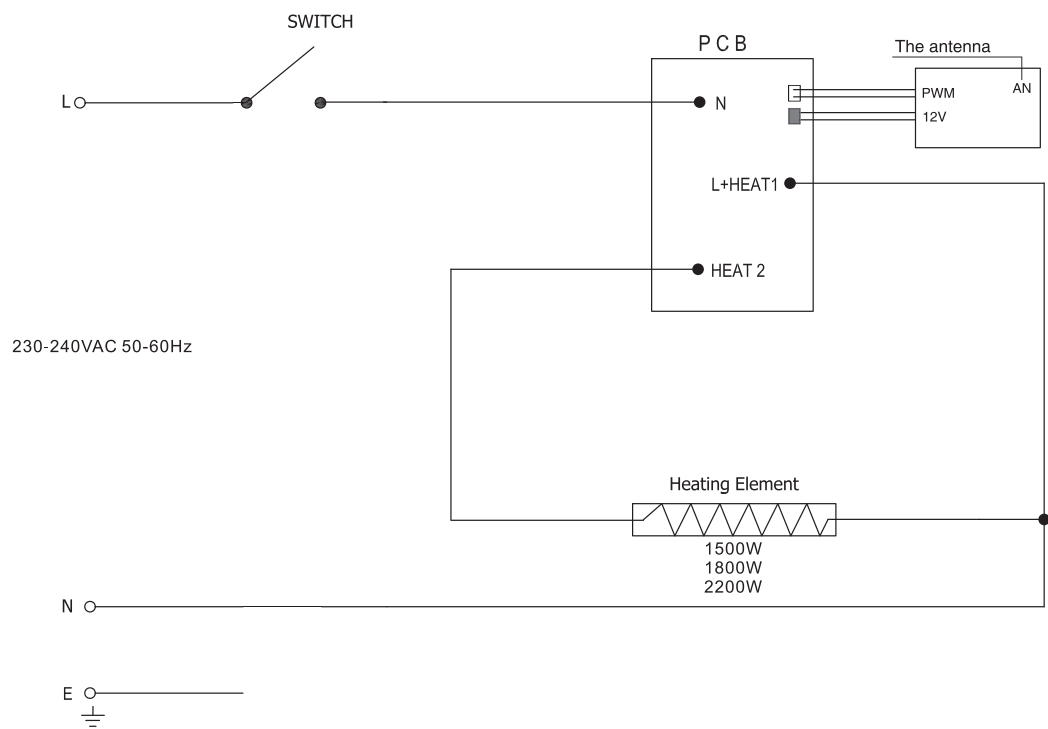 SWITCH
P C B
The antenna
L
N
PWM
AN
12V
L+HEAT1
HEAT 2
230-240VAC 50-60Hz
Heating Element
1500W
1800W
2200W
N
E